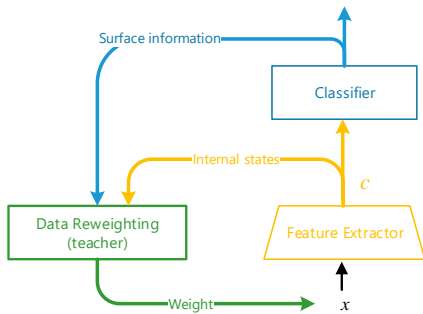 Surface information
Classifier
Internal states
c
Data Reweighting
(teacher)
Feature Extractor
Weight
x